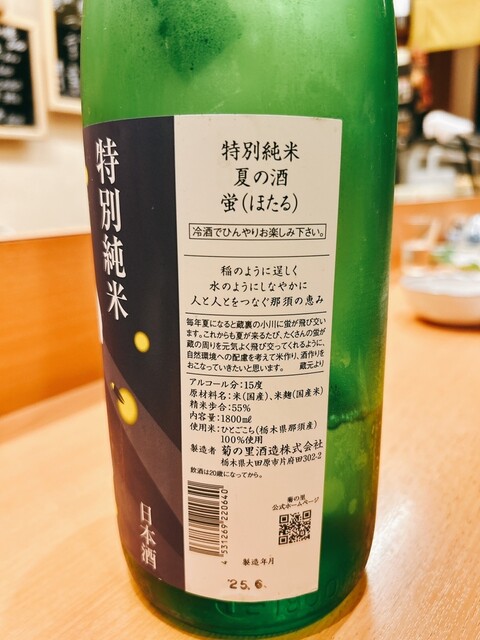 特別純米
日本酒
特別純米
夏の酒
蛍(ほたる)
冷酒でひんやりお楽しみ下さい。
稲のように逞しく
水のようにしなやかに
人と人とをつなぐ那須の恵み
毎年夏になると蔵裏の小川に蛍が飛び交い
ます。これからも夏が来るたび、たくさんの蛍が
蔵の周りを元気よく飛び交ってくれるように、
自然環境への配慮を考えて米作り、酒作りを
おこなっていきたいと思います。 蔵元より
アルコール分:15度
原材料名:米(国産)、米麹(国産米)
精米歩合:55%
内容量:1800mℓ
使用米:ひとごこち(栃木県那須産)
100%使用
製造者 菊の里酒造株式会社
栃木県大田原市片府田302-2
飲酒は20歳になってから。
4 531269 220640
菊の里
公式ホームページ
製造年月
25.6.